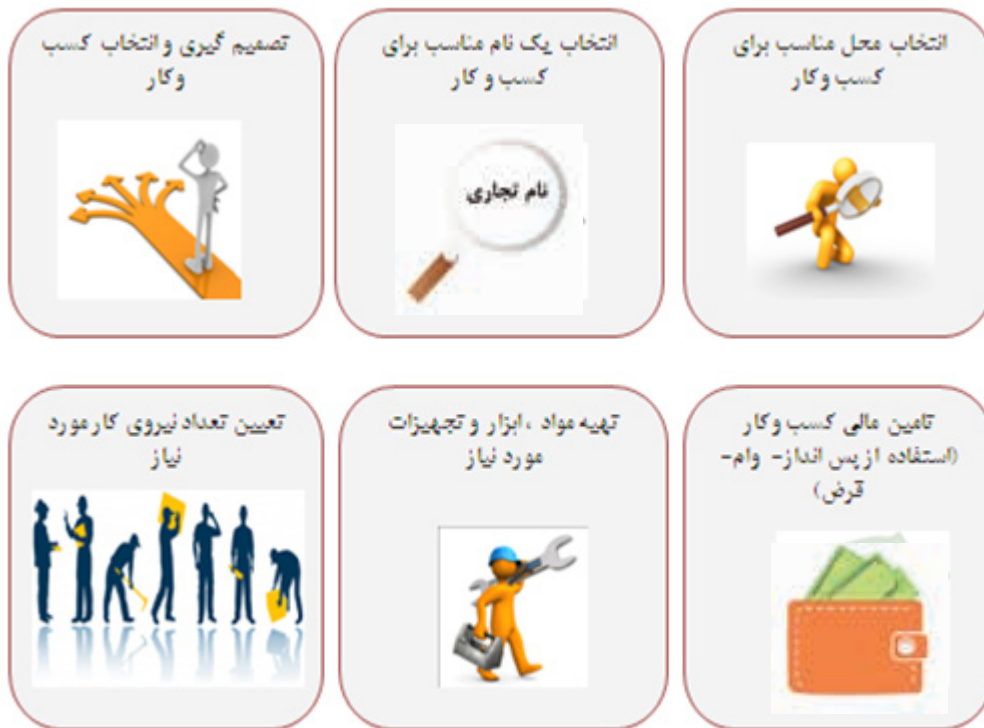 انتخاب محل مناسب برای
کسب و کار
انتخاب یک نام مناسب برای
کسب و کار
نام تجاری
تصمیم گیری و انتخاب کسب
و کار
تامین مالی کسب و کار
(استفاده از پس انداز- وام-
قرض)
تهیه مواد ، ابزار و تجهیزات
مورد نیاز
تعیین تعداد نیروی کار مورد
نیاز